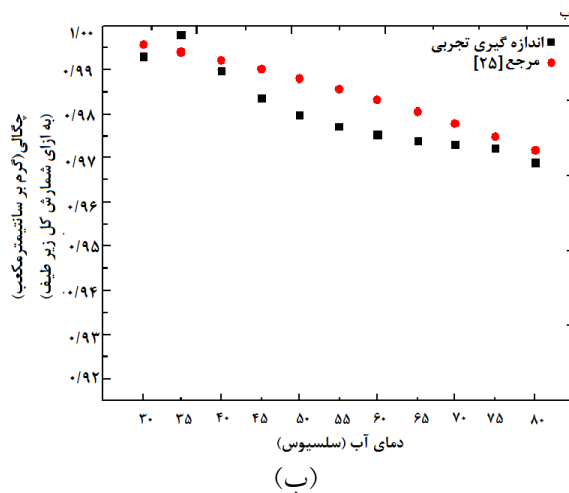 ب
اندازه گیری تجربی
مرجع[۲۵]
چگالی(گرم بر سانتیمترمکعب)
(به ازای شمارش کل زیر طیف)
۱/۰۰
۰/۹۹
۰/۹۸
۰/۹۷
۰/۹۶
۰/۹۵
۰/۹۴
۰/۹۳
۰/۹۲
۳۰ ۳۵ ۴۰ ۴۵ ۵۰ ۵۵ ۶۰ ۶۵ ۷۰ ۷۵ ۸۰
دمای آب (سلسیوس)
(ب)